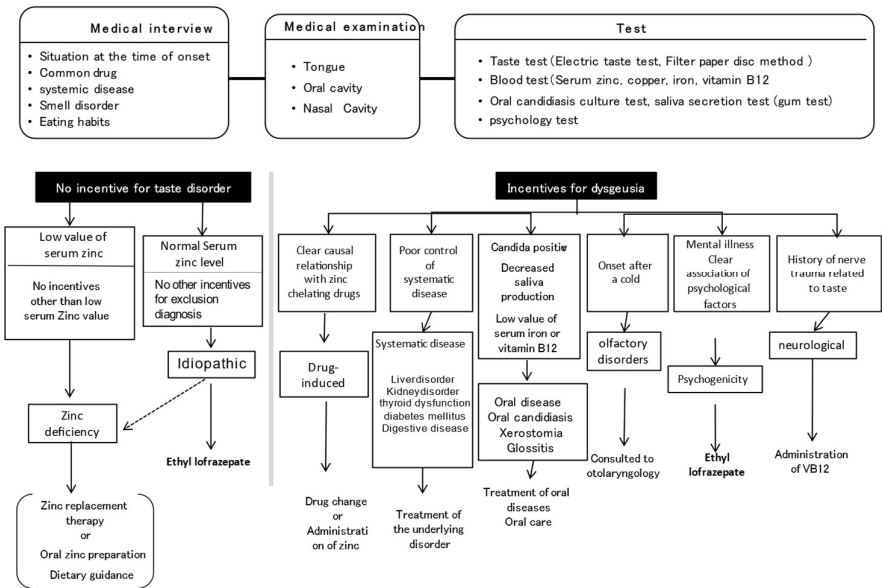 Medical interview
• Situation at the time of onset
• Common drug
• systemic disease
• Smell disorder
• Eating habits
Medical examination
• Tongue
• Oral cavity
• Nasal Cavity
Test
• Taste test (Electric taste test, Filter paper disc method )
• Blood test (Serum zinc, copper, iron, vitamin B12
• Oral candidiasis culture test, saliva secretion test (gum test)
• psychology test
No incentive for taste disorder
Low value of
serum zinc
No incentives
other than low
serum Zinc value
Normal Serum
zinc level
No other incentives
for exclusion
diagnosis
Idiopathic
Zinc
deficiency
Ethyl lofrazepate
Zinc replacement
therapy
or
Oral zinc preparation
Dietary guidance
Incentives for dysgeusia
Clear causal
relationship
with zinc
chelating drugs
Drug-
induced
Drug change
or
Administrati
on of zinc
Poor control
of
systematic
disease
Systematic disease
Liverdisorder
Kidneydisorder
thyroid dysfunction
diabetes mellitus
Digestive disease
Treatment of
the underlying
disorder
Candida positive
Decreased
saliva
production
Low value of
serum iron or
vitamin B12
Oral disease
Oral candidiasis
Xerostomia
Glossitis
Treatment of oral
diseases
Oral care
Onset after
a cold
olfactory
disorders
Consulted to
otolaryngology
Mental illness
Clear
association of
psychological
factors
Psychogenicity
Ethyl
lofrazepate
History of nerve
trauma related
to taste
neurological
Administration
of VB12